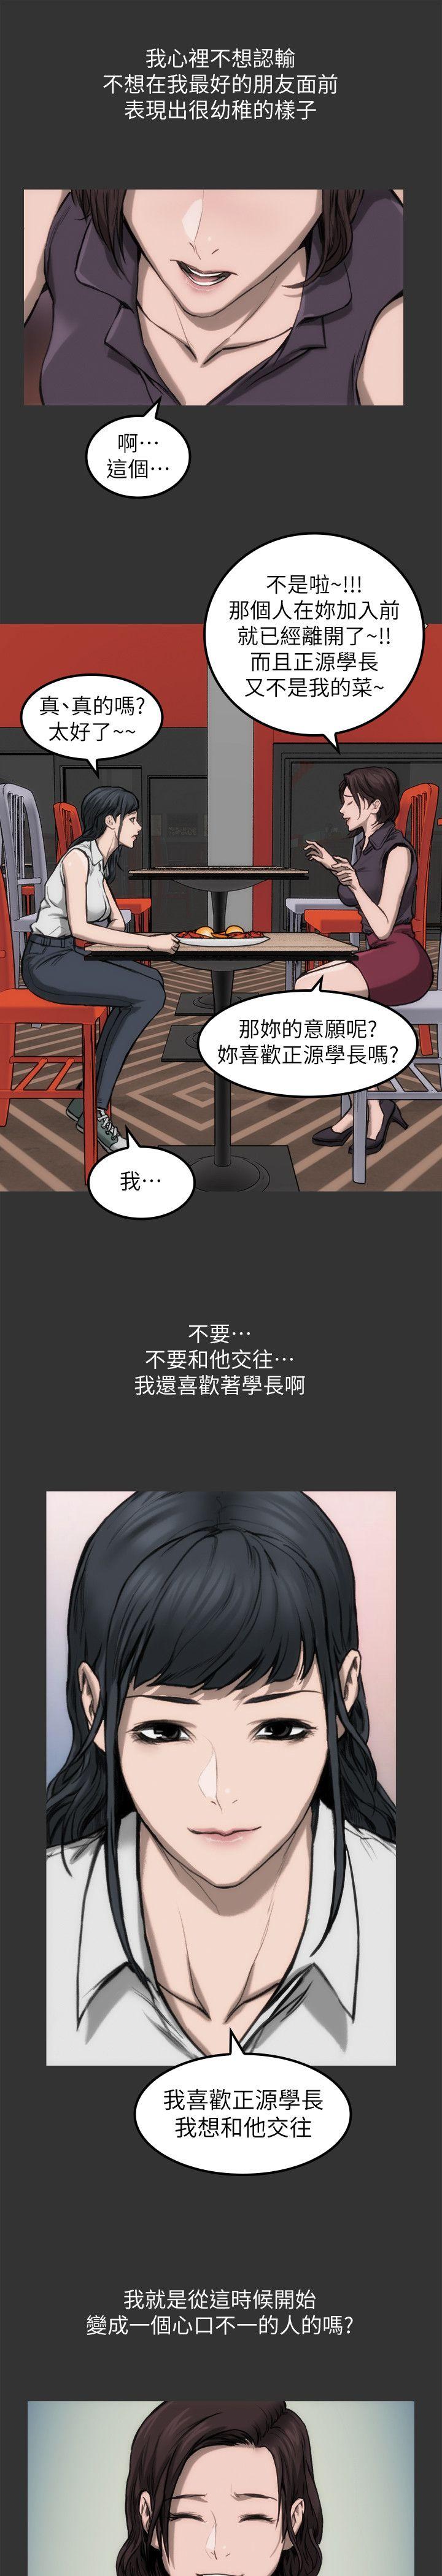 我心裡不想認輸
不想在我最好的朋友面前
表現出很幼稚的樣子
啊⋯
這個⋯
不是啦~!!!
那個人在妳加入前
就已經離開了~!!
而且正源學長
又不是我的菜~
真、真的嗎?
太好了~~
那妳的意願呢?
妳喜歡正源學長嗎?
我⋯
不要⋯
不要和他交往⋯
我還喜歡著學長啊
我喜歡正源學長
我想和他交往
我就是從這時候開始
變成一個心口不一的人的嗎?